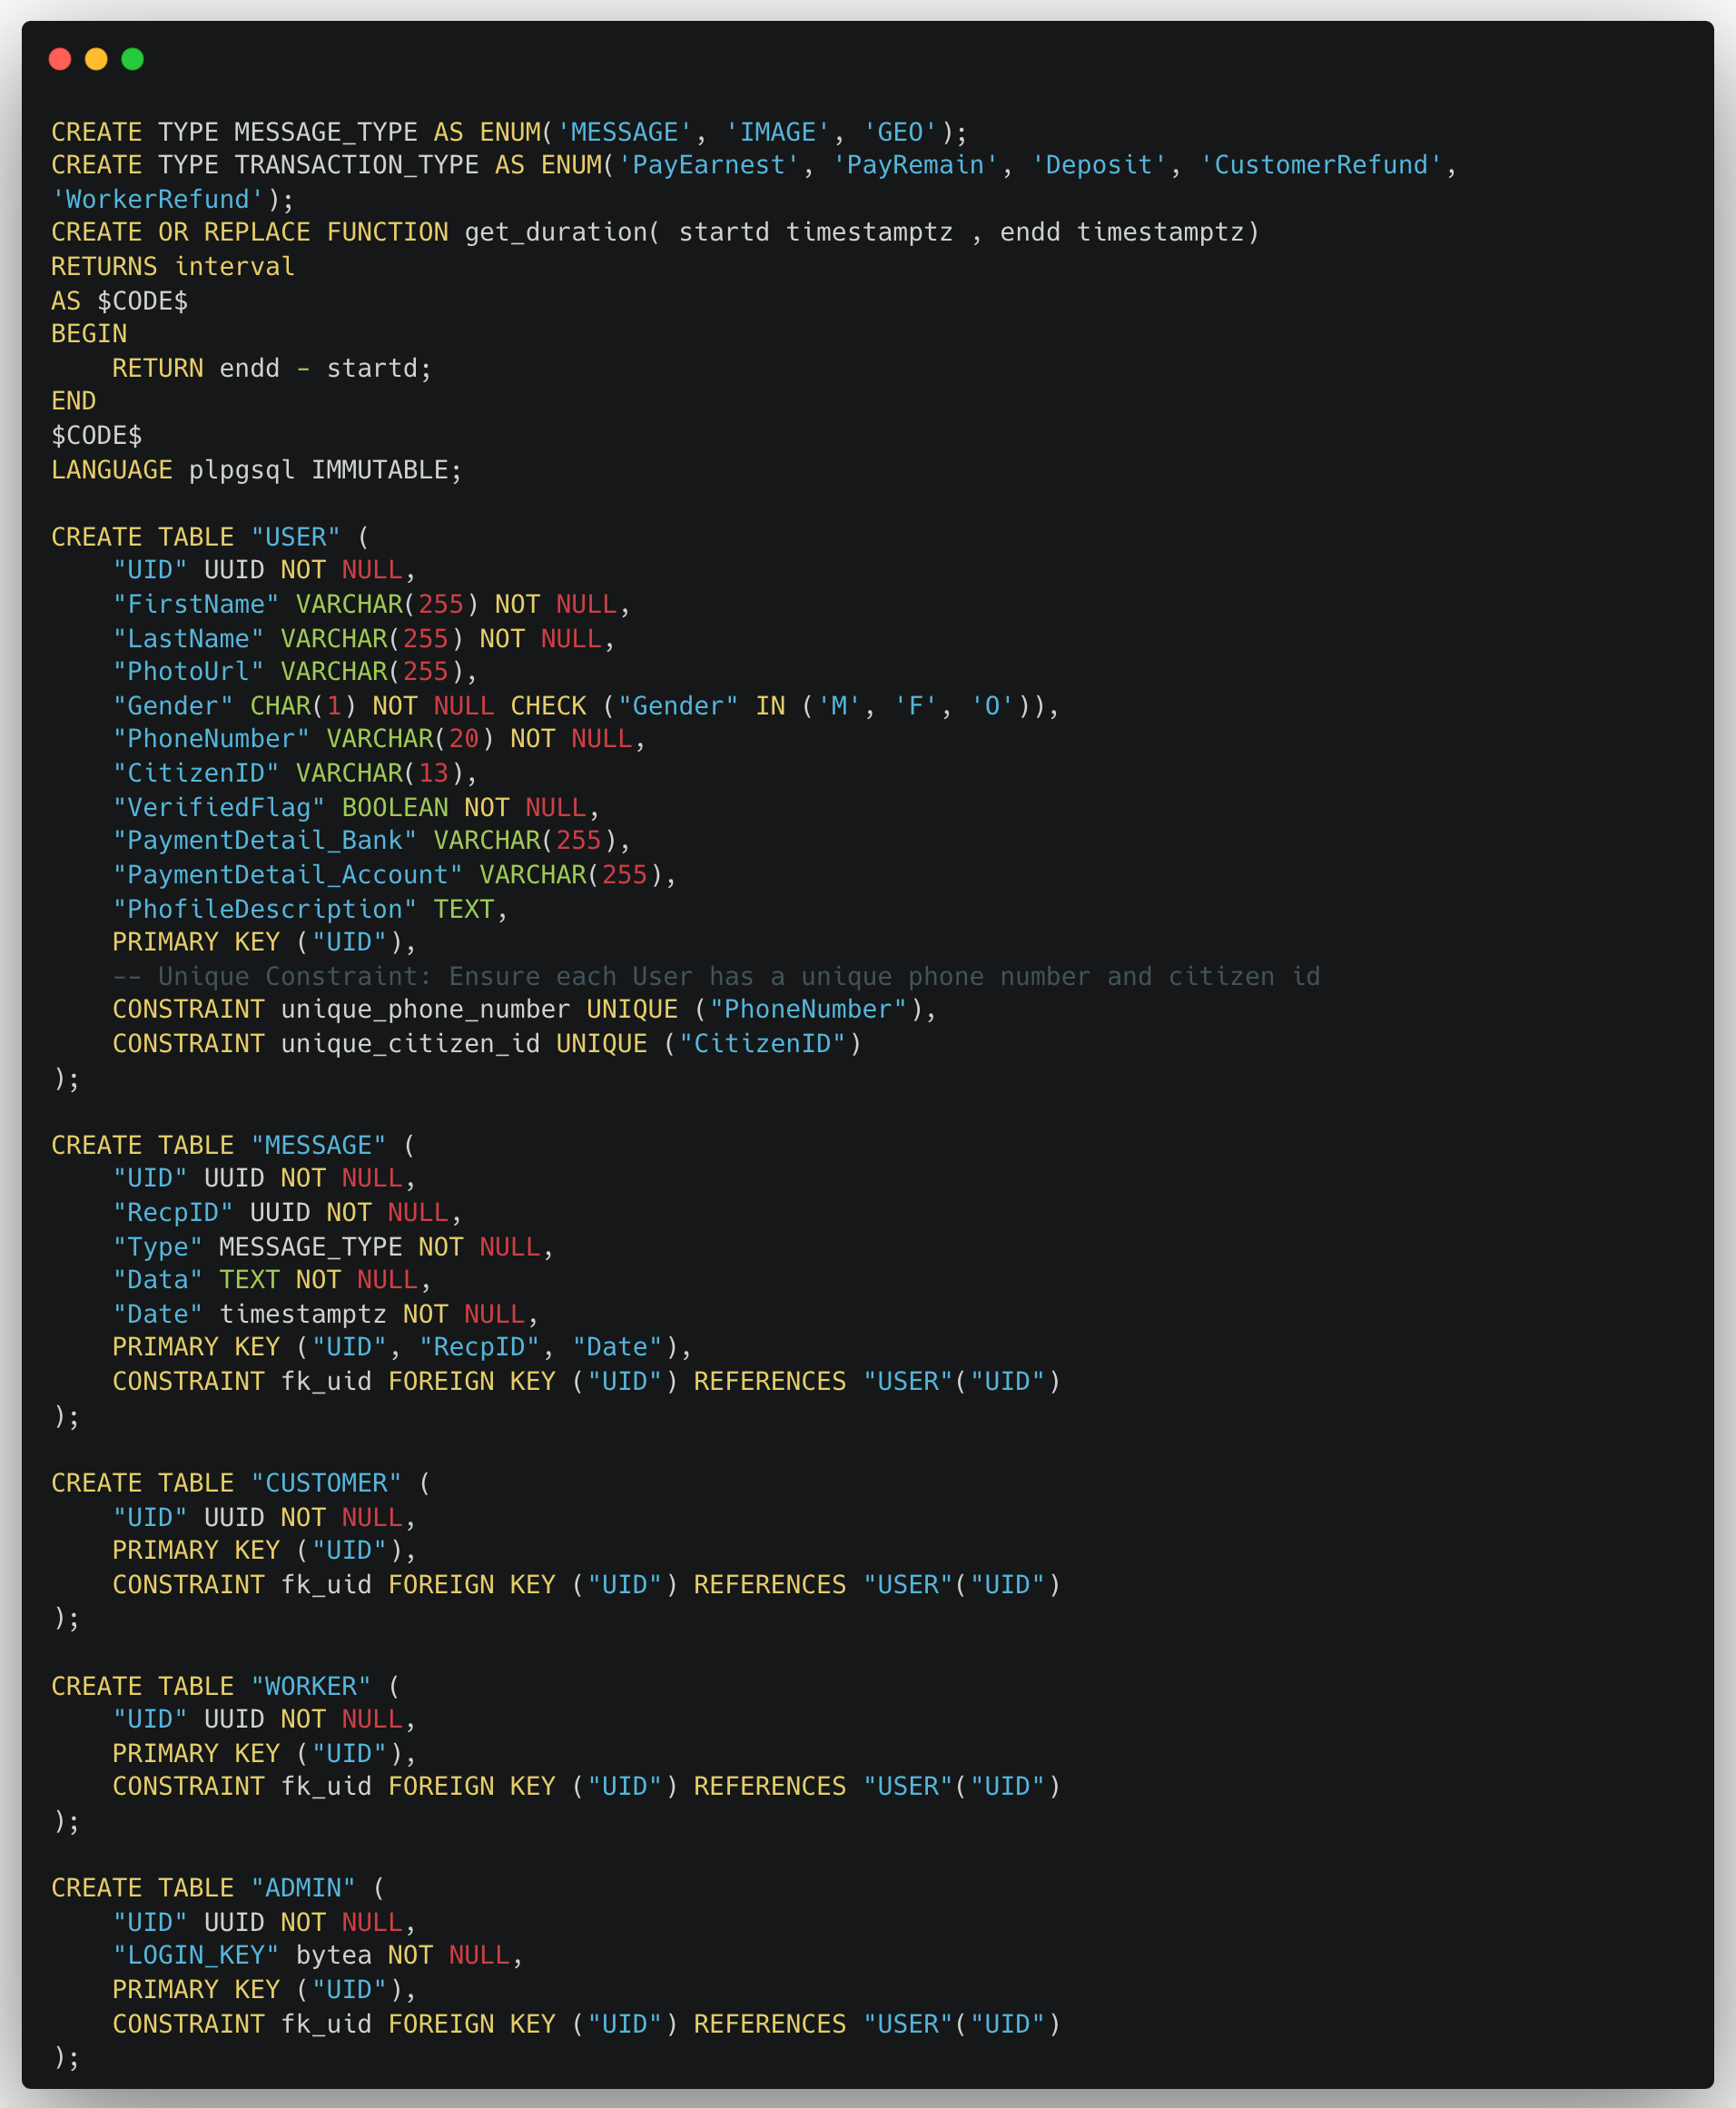 CREATE TYPE MESSAGE_TYPE AS ENUM('MESSAGE', 'IMAGE', 'GEO');
CREATE TYPE TRANSACTION_TYPE AS ENUM('PayEarnest', 'PayRemain', 'Deposit', 'CustomerRefund',
'WorkerRefund');
CREATE OR REPLACE FUNCTION get_duration( startd timestamptz , endd timestamptz)
RETURNS interval
AS $CODE$
BEGIN
    RETURN endd - startd;
END
$CODE$
LANGUAGE plpgsql IMMUTABLE;

CREATE TABLE "USER" (
    "UID" UUID NOT NULL,
    "FirstName" VARCHAR(255) NOT NULL,
    "LastName" VARCHAR(255) NOT NULL,
    "PhotoUrl" VARCHAR(255),
    "Gender" CHAR(1) NOT NULL CHECK ("Gender" IN ('M', 'F', 'O')),
    "PhoneNumber" VARCHAR(20) NOT NULL,
    "CitizenID" VARCHAR(13),
    "VerifiedFlag" BOOLEAN NOT NULL,
    "PaymentDetail_Bank" VARCHAR(255),
    "PaymentDetail_Account" VARCHAR(255),
    "PhofileDescription" TEXT,
    PRIMARY KEY ("UID"),
    -- Unique Constraint: Ensure each User has a unique phone number and citizen id
    CONSTRAINT unique_phone_number UNIQUE ("PhoneNumber"),
    CONSTRAINT unique_citizen_id UNIQUE ("CitizenID")
);

CREATE TABLE "MESSAGE" (
    "UID" UUID NOT NULL,
    "RecpID" UUID NOT NULL,
    "Type" MESSAGE_TYPE NOT NULL,
    "Data" TEXT NOT NULL,
    "Date" timestamptz NOT NULL,
    PRIMARY KEY ("UID", "RecpID", "Date"),
    CONSTRAINT fk_uid FOREIGN KEY ("UID") REFERENCES "USER"("UID")
);

CREATE TABLE "CUSTOMER" (
    "UID" UUID NOT NULL,
    PRIMARY KEY ("UID"),
    CONSTRAINT fk_uid FOREIGN KEY ("UID") REFERENCES "USER"("UID")
);

CREATE TABLE "WORKER" (
    "UID" UUID NOT NULL,
    PRIMARY KEY ("UID"),
    CONSTRAINT fk_uid FOREIGN KEY ("UID") REFERENCES "USER"("UID")
);

CREATE TABLE "ADMIN" (
    "UID" UUID NOT NULL,
    "LOGIN_KEY" bytea NOT NULL,
    PRIMARY KEY ("UID"),
    CONSTRAINT fk_uid FOREIGN KEY ("UID") REFERENCES "USER"("UID")
);